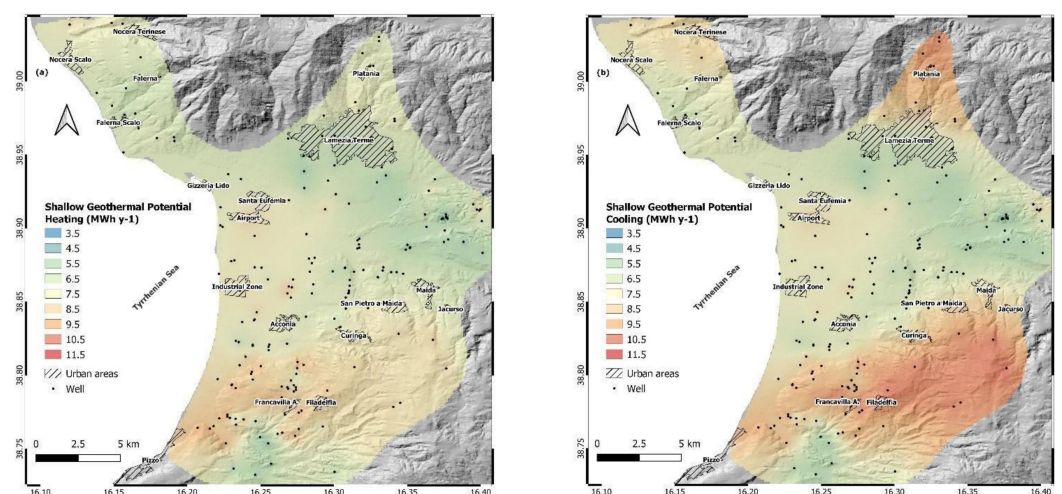 (a)
Nocera Terinese
Nocera Scalo
Falerna
Falerna Scalo
Platania
Lamezia Terme
Gizzeria Lido
Santa Eufemia
Airport
Shallow Geothermal Potential
Heating (MWh y-1)
3.5
4.5
5.5
6.5
7.5
8.5
9.5
10.5
11.5
Urban areas
Well
Tyrrhenian Sea
Industrial Zone
Maida
San Pietro a Maida
Jacurso
Acconia
Curinga
Francavilla A.
Filadelfia
Pizzo
0 2.5 5 km
39.00
38.95
38.90
38.85
38.80
38.75
16.10 16.15 16.20 16.25 16.30 16.35 16.40
(b)
Nocera Terinese
Nocera Scalo
Falerna
Falerna Scalo
Platania
Lamezia Terme
Gizzeria Lido
Santa Eufemia
Airport
Shallow Geothermal Potential
Cooling (MWh y-1)
3.5
4.5
5.5
6.5
7.5
8.5
9.5
10.5
11.5
Urban areas
Well
Tyrrhenian Sea
Industrial Zone
Maida
San Pietro a Maida
Jacurso
Acconia
Curinga
Francavilla A.
Filadelfia
Pizzo
0 2.5 5 km
39.00
38.95
38.90
38.85
38.80
38.75
16.10 16.15 16.20 16.25 16.30 16.35 16.40